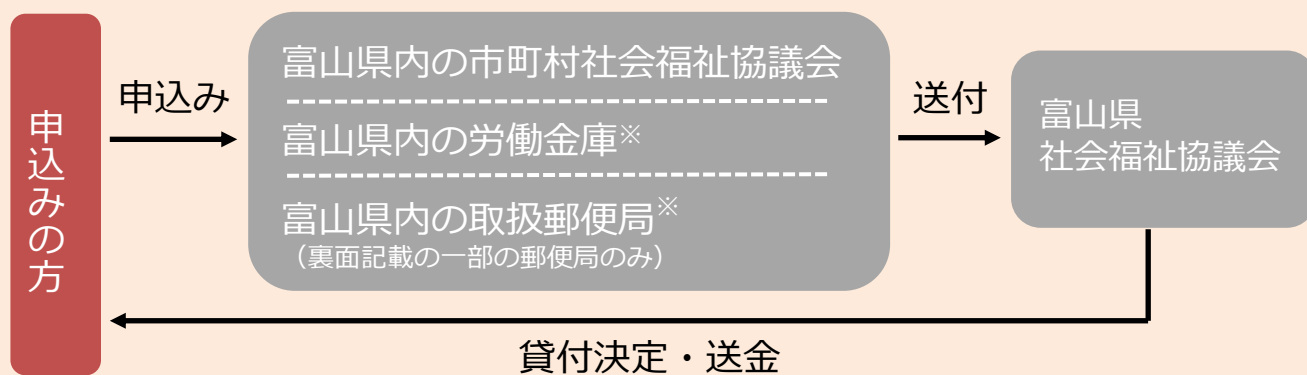 申込みの方
申込み
富山県内の市町村社会福祉協議会
富山県内の労働金庫※
富山県内の取扱郵便局※
（裏面記載の一部の郵便局のみ）
送付
富山県
社会福祉協議会
貸付決定・送金